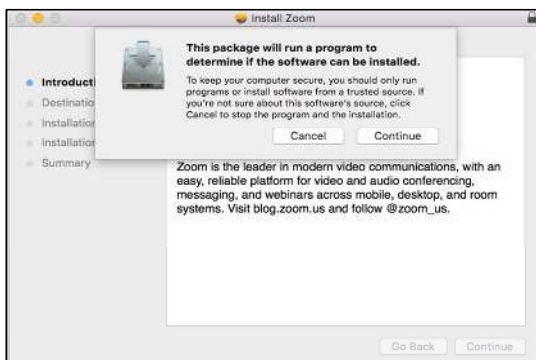 Install Zoom
This package will run a program to
determine if the software can be installed.
To keep your computer secure, you should only run
programs or install software from a trusted source. If
you're not sure about this software's source, click
Cancel to stop the program and the installation.
Cancel
Continue
Introducti
Destinatio
Installation
Installation
Summary
Zoom is the leader in modern video communications, with an
easy, reliable platform for video and audio conferencing,
messaging, and webinars across mobile, desktop, and room
systems. Visit blog.zoom.us and follow @zoom_us.
Go Back
Continue